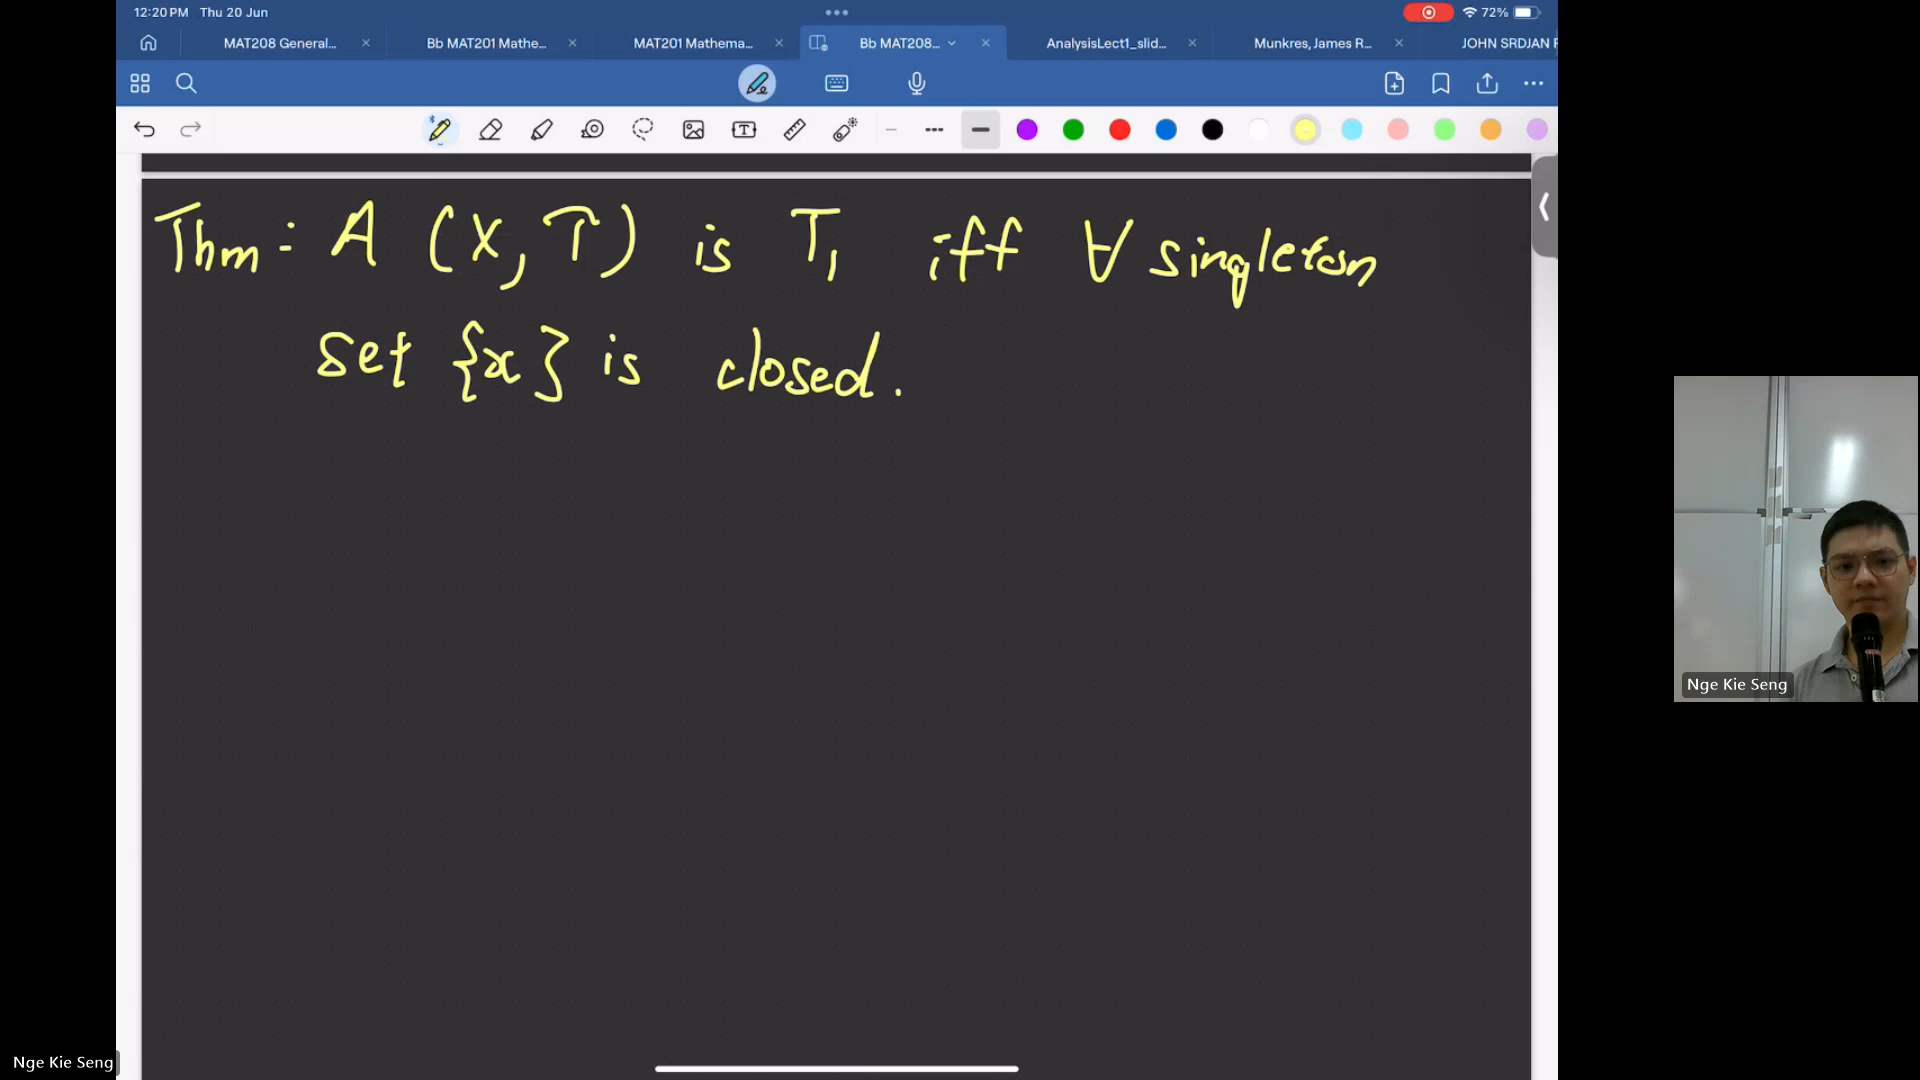 12:20 PM Thu 20 Jun
72%
MAT208 General...
Bb MAT201 Mathe...
MAT201 Mathema...
Bb MAT208...
AnalysisLect1_slid...
Munkres, James R...
JOHN SRDJAN
Thm: A (X, T) is T₁ iff ∀ singleton
set {x} is closed.
Nge Kie Seng
Nge Kie Seng